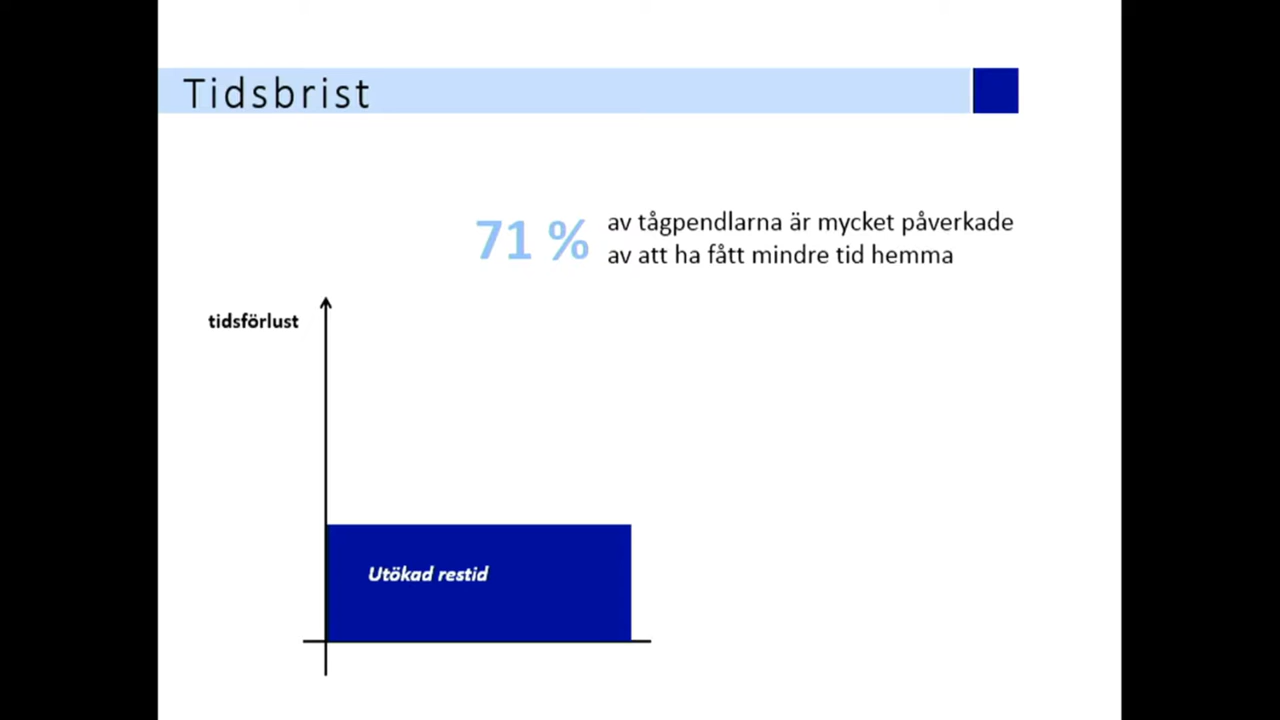 Tidsbrist
71 %
av tågpendlarna är mycket påverkade
av att ha fått mindre tid hemma
tidsförlust
Utökad restid